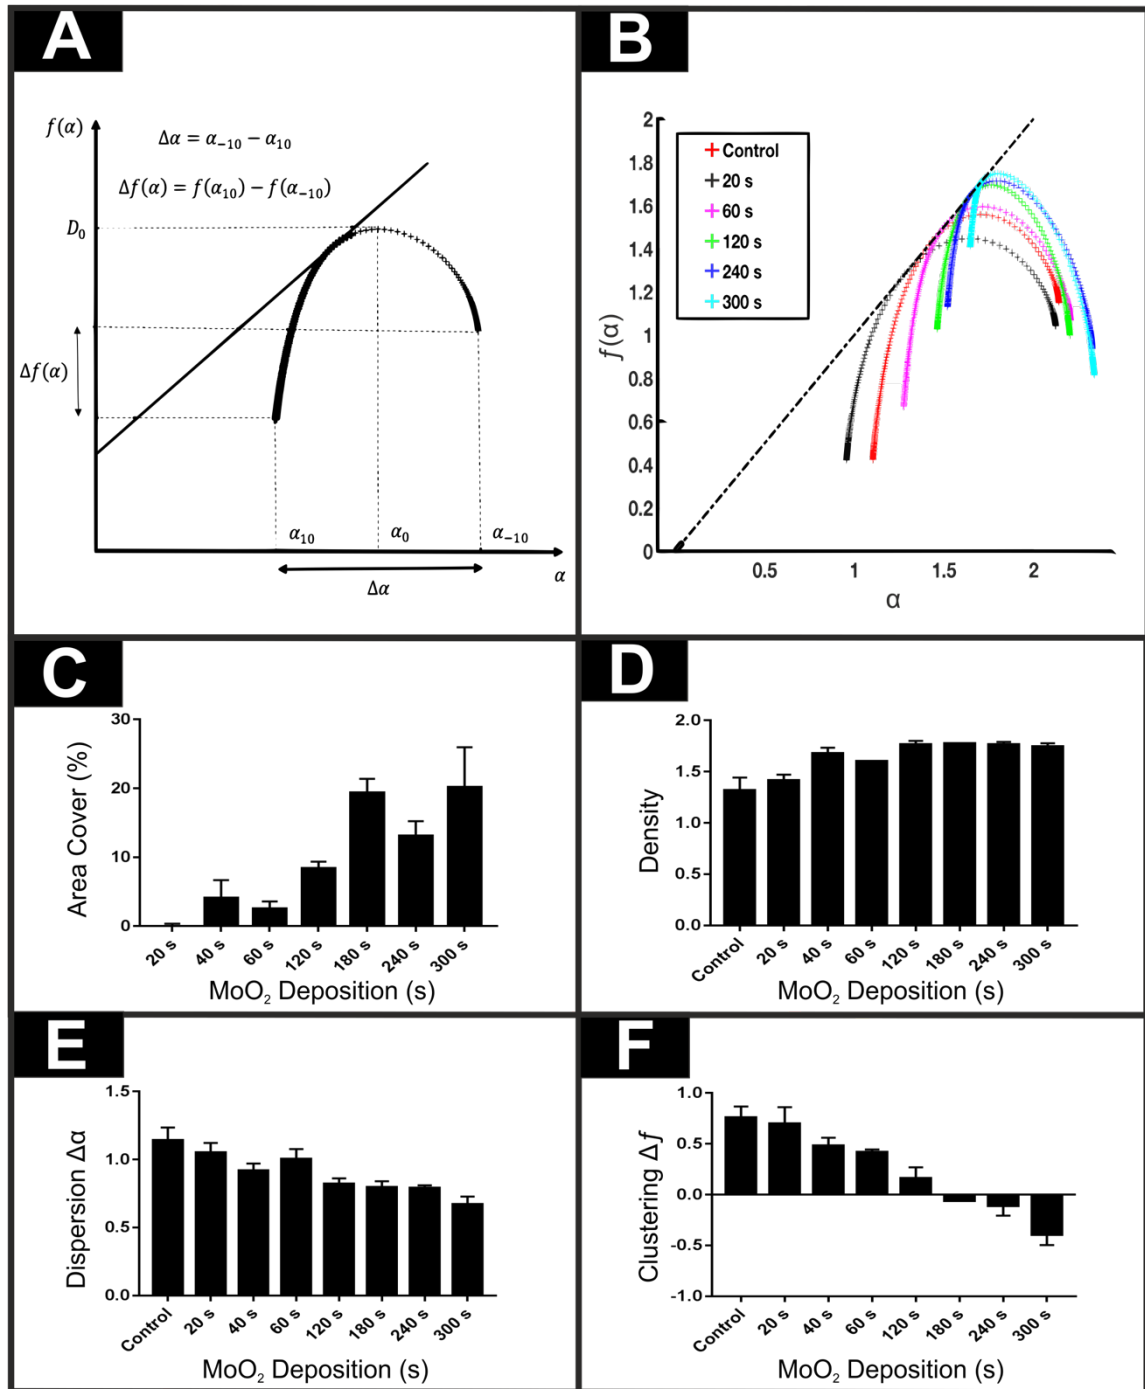 A
f(α)
Δα = α₋₁₀ − α₁₀
Δf(α) = f(α₁₀) − f(α₋₁₀)
D₀
Δf(α)
α₁₀
α₀
α₋₁₀
α
Δα
B
2
1.8
1.6
1.4
1.2
1
0.8
0.6
0.4
0.2
0
f(α)
Control
20 s
60 s
120 s
240 s
300 s
0.5
1
1.5
2
α
C
30
20
10
0
Area Cover (%)
20 s
40 s
60 s
120 s
180 s
240 s
300 s
MoO₂ Deposition (s)
D
2.0
1.5
1.0
0.5
0.0
Density
Control
20 s
40 s
60 s
120 s
180 s
240 s
300 s
MoO₂ Deposition (s)
E
1.5
1.0
0.5
0.0
Dispersion Δα
Control
20 s
40 s
60 s
120 s
180 s
240 s
300 s
MoO₂ Deposition (s)
F
1.0
0.5
0.0
-0.5
-1.0
Clustering Δf
Control
20 s
40 s
60 s
120 s
180 s
240 s
300 s
MoO₂ Deposition (s)